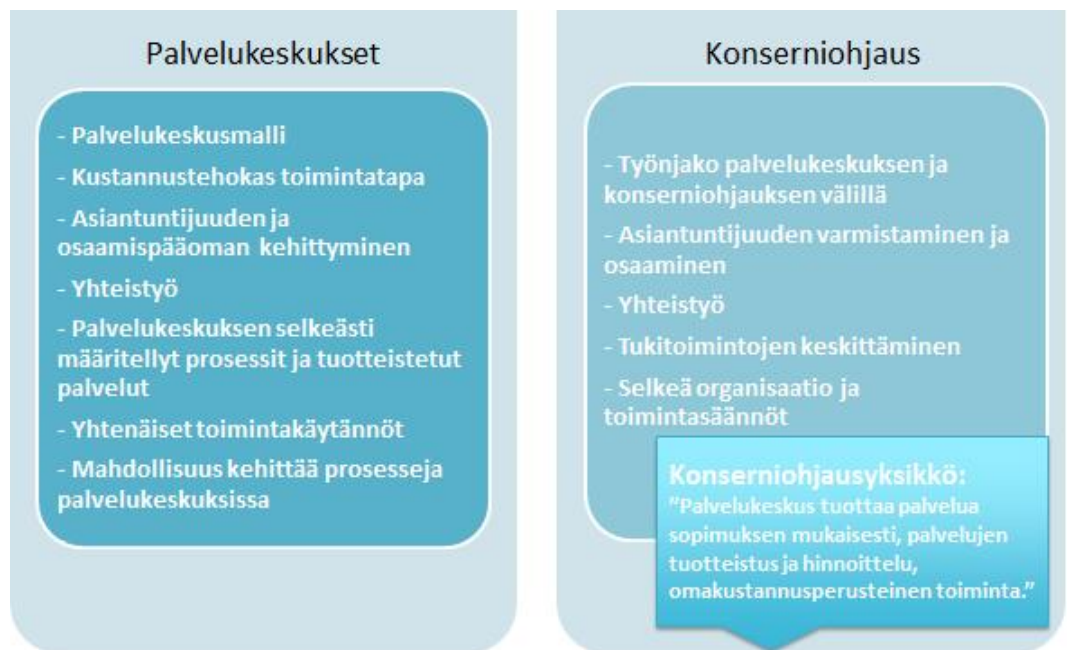 Palvelukeskukset
- Palvelukeskusmalli
- Kustannustehokas toimintatapa
- Asiantuntijuuden ja
osaamispääoman kehittyminen
- Yhteistyö
- Palvelukeskuksen selkeästi
määritellyt prosessit ja tuotteistetut
palvelut
- Yhtenäiset toimintakäytännöt
- Mahdollisuus kehittää prosesseja
palvelukeskuksissa
Konserniohjaus
- Työnjako palvelukeskuksen ja
konserniohjauksen välillä
- Asiantuntijuuden varmistaminen ja
osaaminen
- Yhteistyö
- Tukitoimintojen keskittäminen
- Selkeä organisaatio ja
toimintasäännöt
Konserniohjausyksikkö:
”Palvelukeskus tuottaa palvelua
sopimuksen mukaisesti, palvelujen
tuotteistus ja hinnoittelu,
omakustannusperusteinen toiminta.”